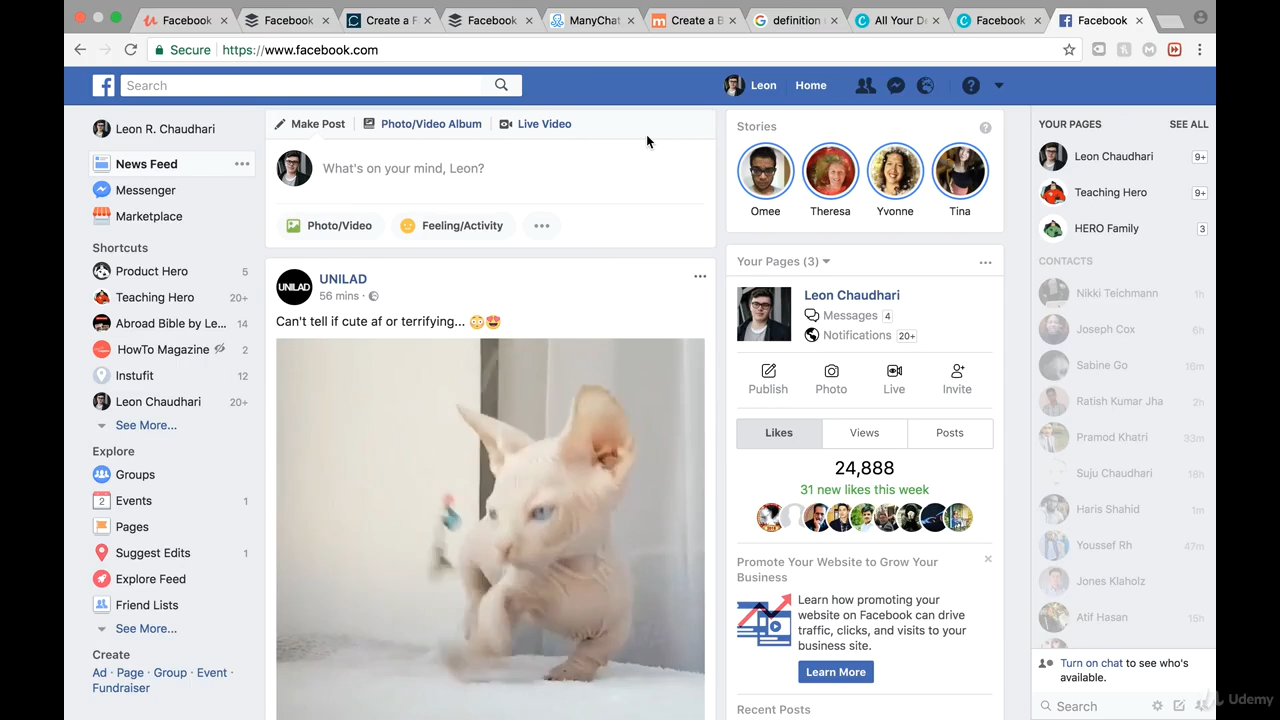 Facebook
Facebook
Create a F
Facebook
ManyChat
Create a B
definition
All Your D
Facebook
Facebook
Secure
https://www.facebook.com
Search
Leon
Home
Leon R. Chaudhari
News Feed
Messenger
Marketplace
Shortcuts
Product Hero 5
Teaching Hero 20+
Abroad Bible by Le... 14
HowTo Magazine 2
Instufit 12
Leon Chaudhari 20+
See More...
Explore
Groups
Events 1
Pages
Suggest Edits 1
Explore Feed
Friend Lists
See More...
Create
Ad · Page · Group · Event ·
Fundraiser
Make Post
Photo/Video Album
Live Video
What's on your mind, Leon?
Photo/Video
Feeling/Activity
UNILAD
UNILAD
56 mins ·
Can't tell if cute af or terrifying... 😳😍
Stories
Omee
Theresa
Yvonne
Tina
Your Pages (3)
Leon Chaudhari
Messages 4
Notifications 20+
Publish
Photo
Live
Invite
Likes
Views
Posts
24,888
31 new likes this week
Promote Your Website to Grow Your
Business
Learn how promoting your
website on Facebook can drive
traffic, clicks, and visits to your
business site.
Learn More
Recent Posts
YOUR PAGES
SEE ALL
Leon Chaudhari 9+
Teaching Hero 9+
HERO Family 3
CONTACTS
Nikki Teichmann 1h
Joseph Cox 6h
Sabine Go 16m
Ratish Kumar Jha 2h
Pramod Khatri 33m
Suju Chaudhari 18h
Haris Shahid 1m
Youssef Rh 47m
Jones Klaholz
Atif Hasan 15h
Turn on chat to see who's
available.
Search
Udemy